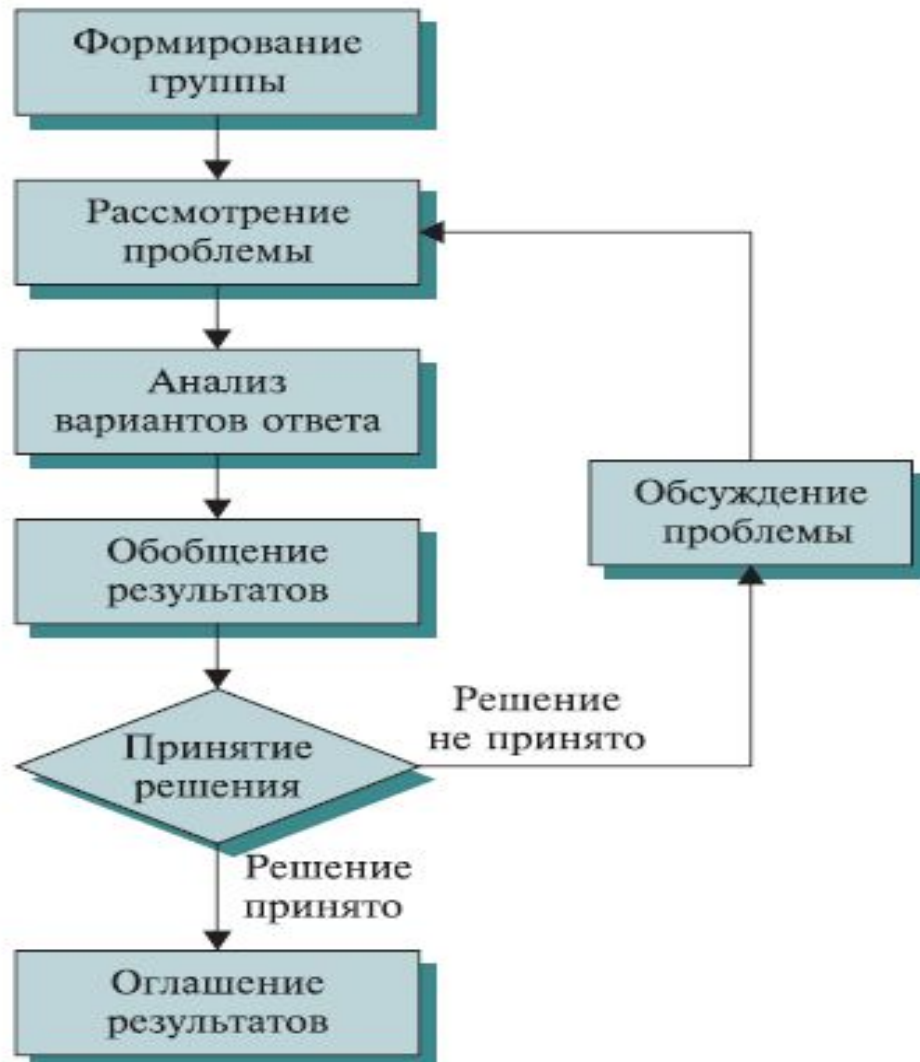 Формирование
группы
Рассмотрение
проблемы
Анализ
вариантов ответа
Обобщение
результатов
Обсуждение
проблемы
Принятие
решения
Решение
не принято
Решение
принято
Оглашение
результатов